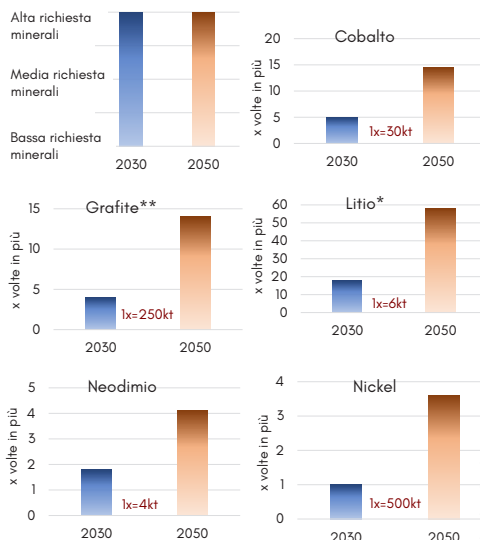 Alta richiesta
minerali
Media richiesta
minerali
Bassa richiesta
minerali
2030
2050
Cobalto
x volte in più
20
15
10
5
0
1x=30kt
2030
2050
Grafite**
x volte in più
15
10
5
0
1x=250kt
2030
2050
Litio*
x volte in più
60
50
40
30
20
10
0
1x=6kt
2030
2050
Neodimio
x volte in più
5
4
3
2
1
0
1x=4kt
2030
2050
Nickel
x volte in più
4
3
2
1
0
1x=500kt
2030
2050